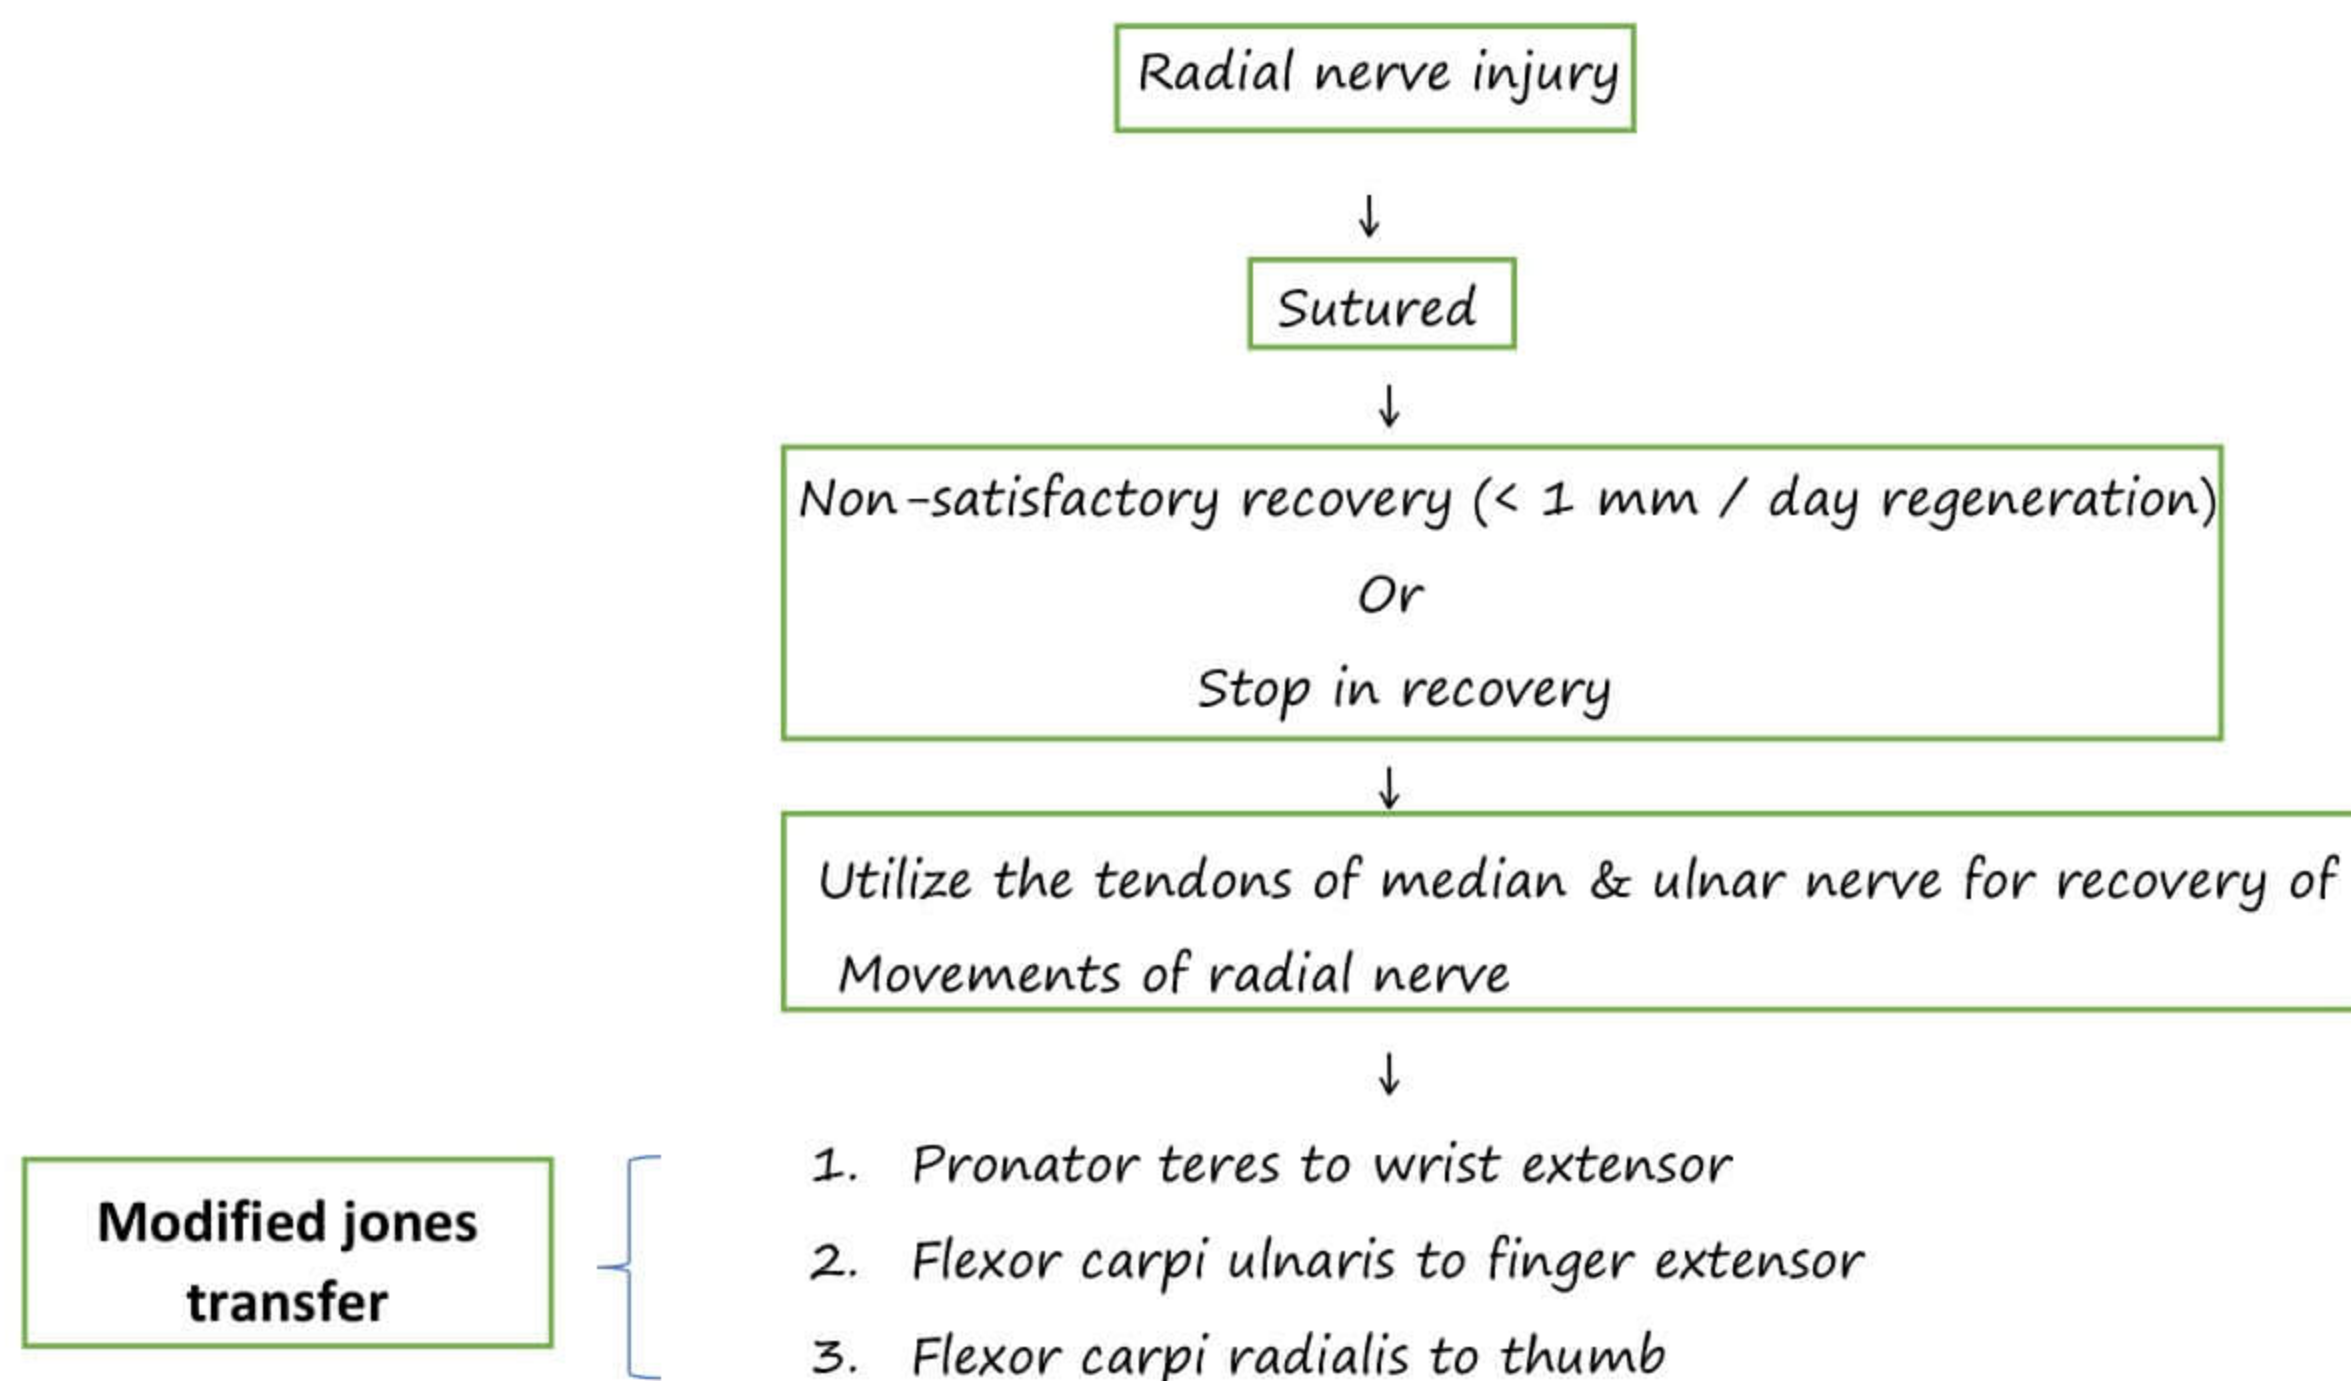 Radial nerve injury
↓
Sutured
↓
Non-satisfactory recovery (< 1 mm / day regeneration)
Or
Stop in recovery
↓
Utilize the tendons of median & ulnar nerve for recovery of
Movements of radial nerve
↓
Modified jones
transfer
1. Pronator teres to wrist extensor
2. Flexor carpi ulnaris to finger extensor
3. Flexor carpi radialis to thumb